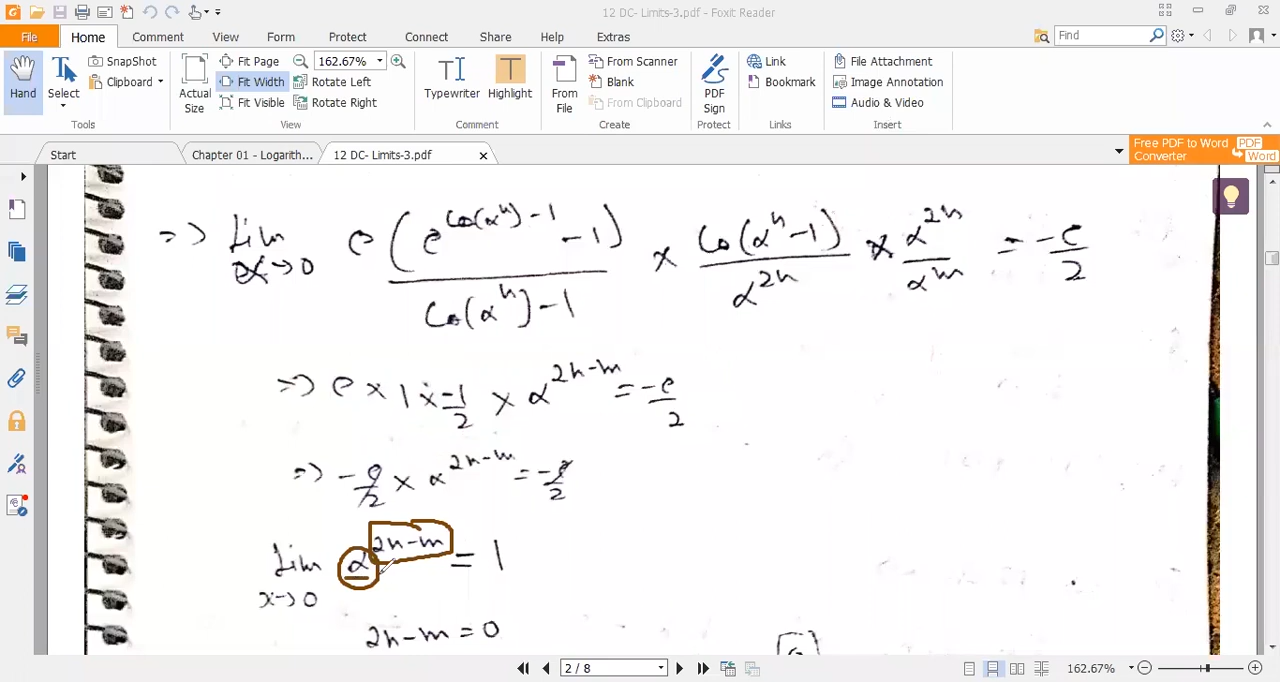 12 DC- Limits-3.pdf - Foxit Reader
File Home Comment View Form Protect Connect Share Help Extras Find
SnapShot Fit Page 162.67% From Scanner Link File Attachment
Clipboard Fit Width Rotate Left Blank Bookmark Image Annotation
Hand Select Actual Size Fit Visible Rotate Right Typewriter Highlight From File From Clipboard PDF Sign Audio & Video
Tools View Comment Create Protect Links Insert
Start Chapter 01 - Logarith... 12 DC- Limits-3.pdf Free PDF to Word Converter PDF Word
=> Lim α→0 e(e^{Cos(α^n)-1} -1) / Cos(α^n)-1 × Cos(α^n-1) / α^{2n} × α^{2n} / α^m = -e/2
=> e × 1 × -1/2 × α^{2n-m} = -e/2
=> -e/2 × α^{2n-m} = -e/2
Lim x→0 α^{2n-m} = 1
2n-m = 0
2 / 8 162.67%